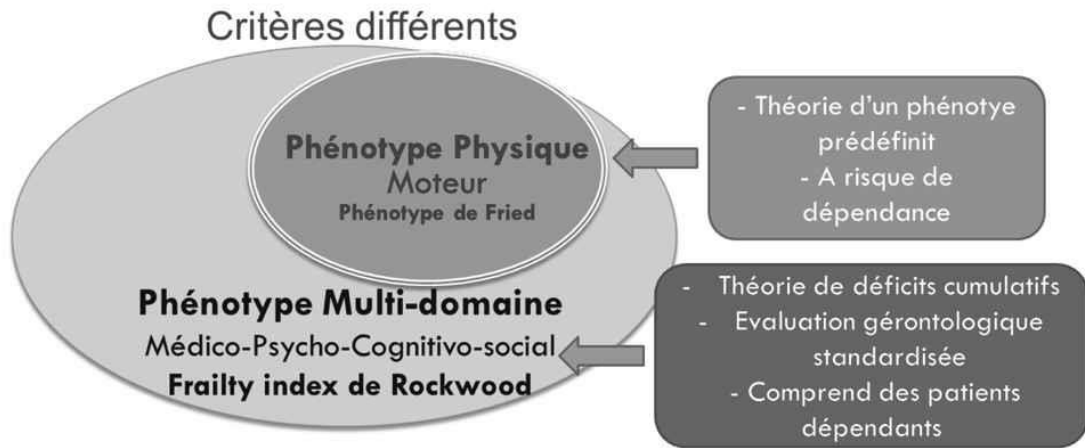 Critères différents
Phénotype Physique
Moteur
Phénotype de Fried
- Théorie d'un phénotye
prédéfinit
- A risque de
dépendance
Phénotype Multi-domaine
Médico-Psycho-Cognitivo-social
Frailty index de Rockwood
- Théorie de déficits cumulatifs
- Evaluation gérontologique
standardisée
- Comprend des patients
dépendants